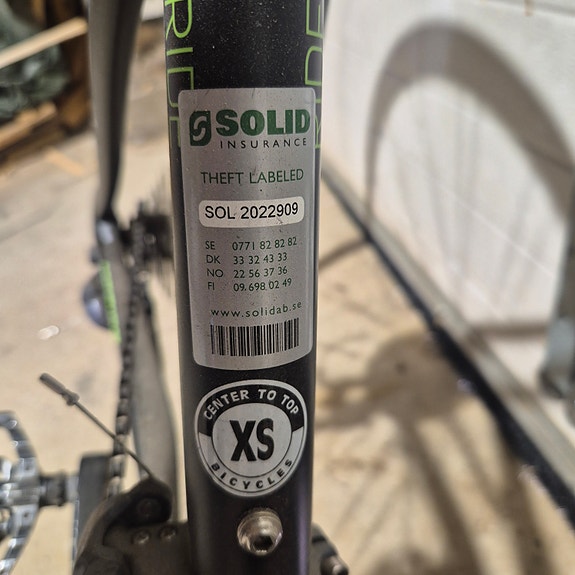 SOLID
INSURANCE
THEFT LABELED
SOL 2022909
SE 0771 82 82 82
DK 33 32 43 33
NO. 22 56 37 36
FI 09.698 02 49
www.solidab.se
CENTER TO TOP
XS
BICYCLES